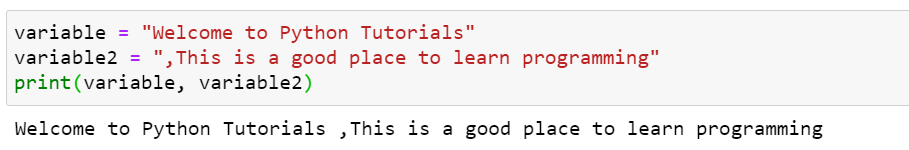 variable = "Welcome to Python Tutorials"
variable2 = ",This is a good place to learn programming"
print(variable, variable2)
Welcome to Python Tutorials ,This is a good place to learn programming